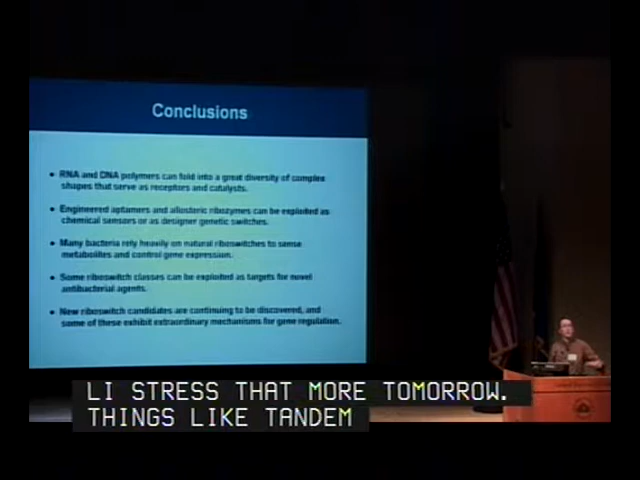 Conclusions
• RNA and DNA polymers can fold into a great diversity of complex
shapes that serve as receptors and catalysts.
• Engineered aptamers and allosteric ribozymes can be exploited as
chemical sensors or as designer genetic switches.
• Many bacteria rely heavily on natural riboswitches to sense
metabolites and control gene expression.
• Some riboswitch classes can be exploited as targets for novel
antibacterial agents.
• New riboswitch candidates are continuing to be discovered, and
some of these exhibit extraordinary mechanisms for gene regulation.
LI STRESS THAT MORE TOMORROW.
THINGS LIKE TANDEM